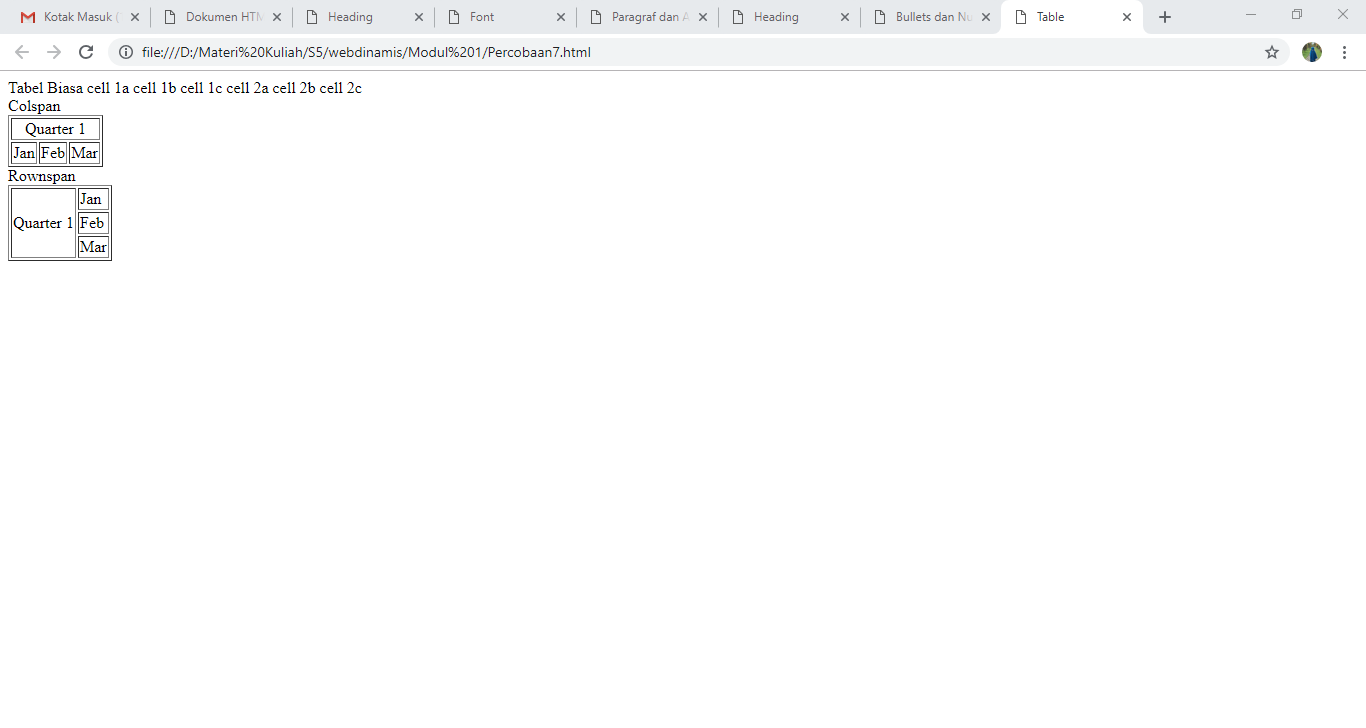 Kotak Masuk (
Dokumen HTM
Heading
Font
Paragraf dan A
Heading
Bullets dan Nu
Table
file:///D:/Materi%20Kuliah/S5/webdinamis/Modul%201/Percobaan7.html
Tabel Biasa cell 1a cell 1b cell 1c cell 2a cell 2b cell 2c
Colspan
Quarter 1
Jan Feb Mar
Rownspan
Jan
Quarter 1 Feb
Mar